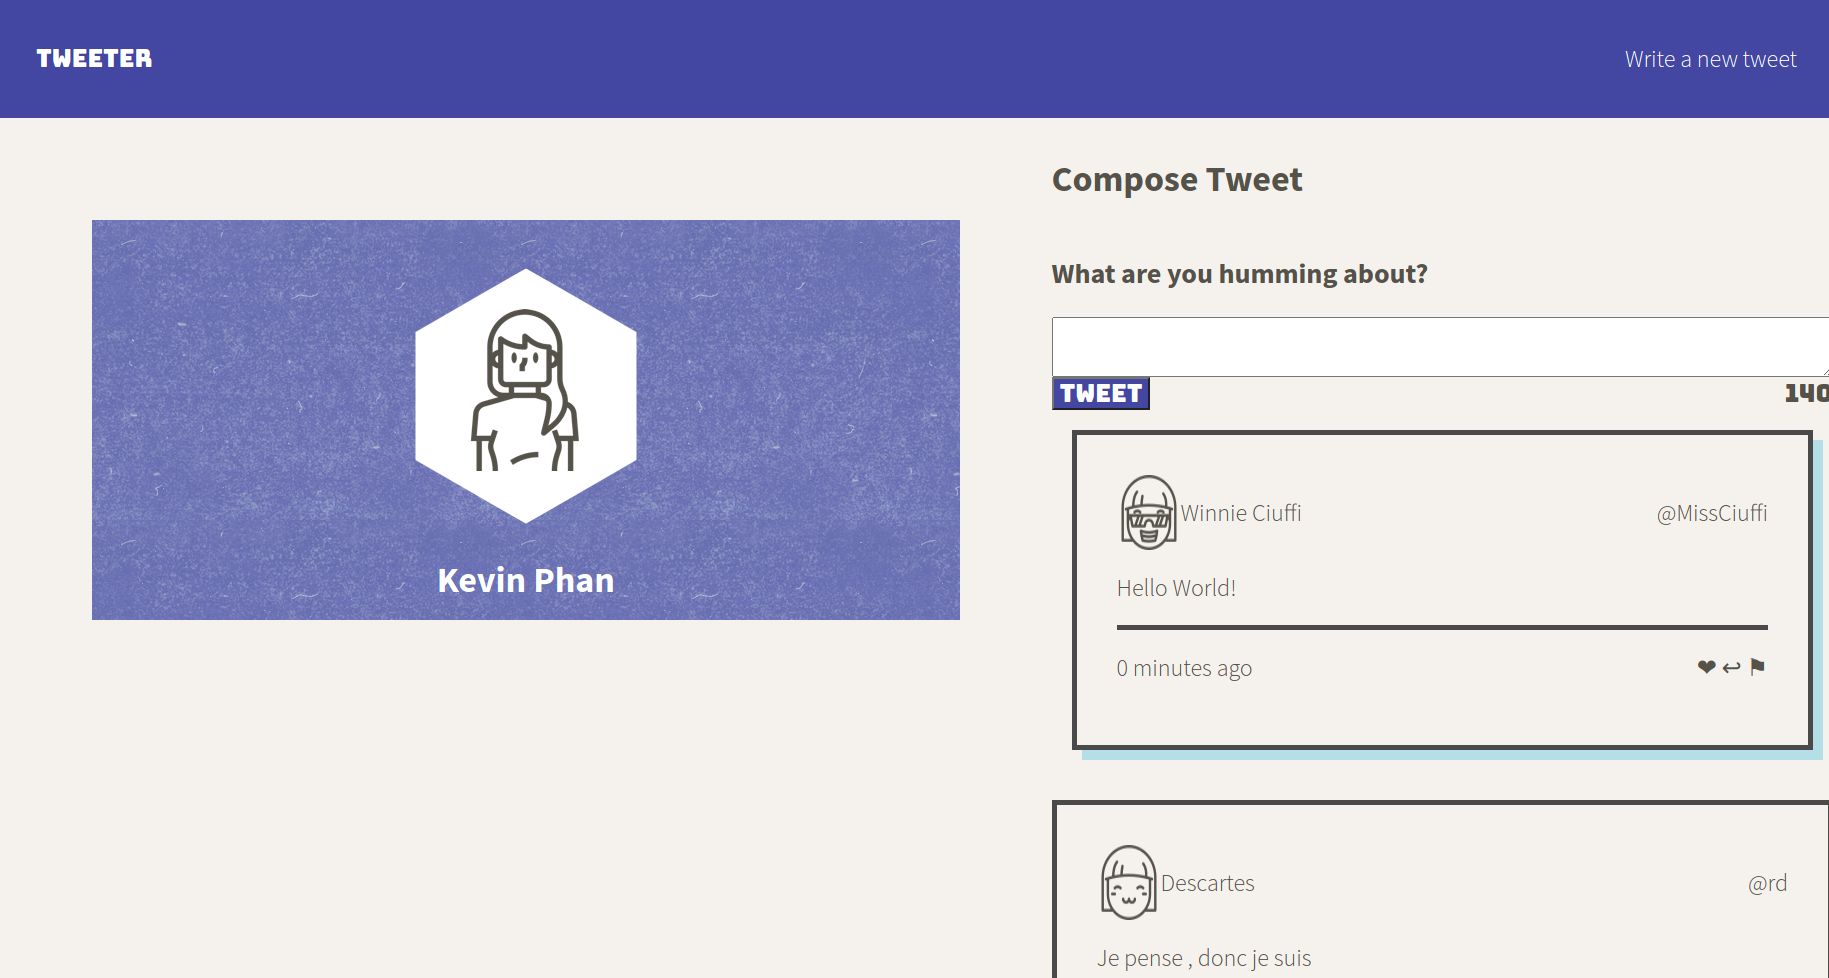 TWEETER
Write a new tweet
Kevin Phan
Compose Tweet
What are you humming about?
TWEET
140
Winnie Ciuffi
@MissCiuffi
Hello World!
0 minutes ago
Descartes
@rd
Je pense , donc je suis